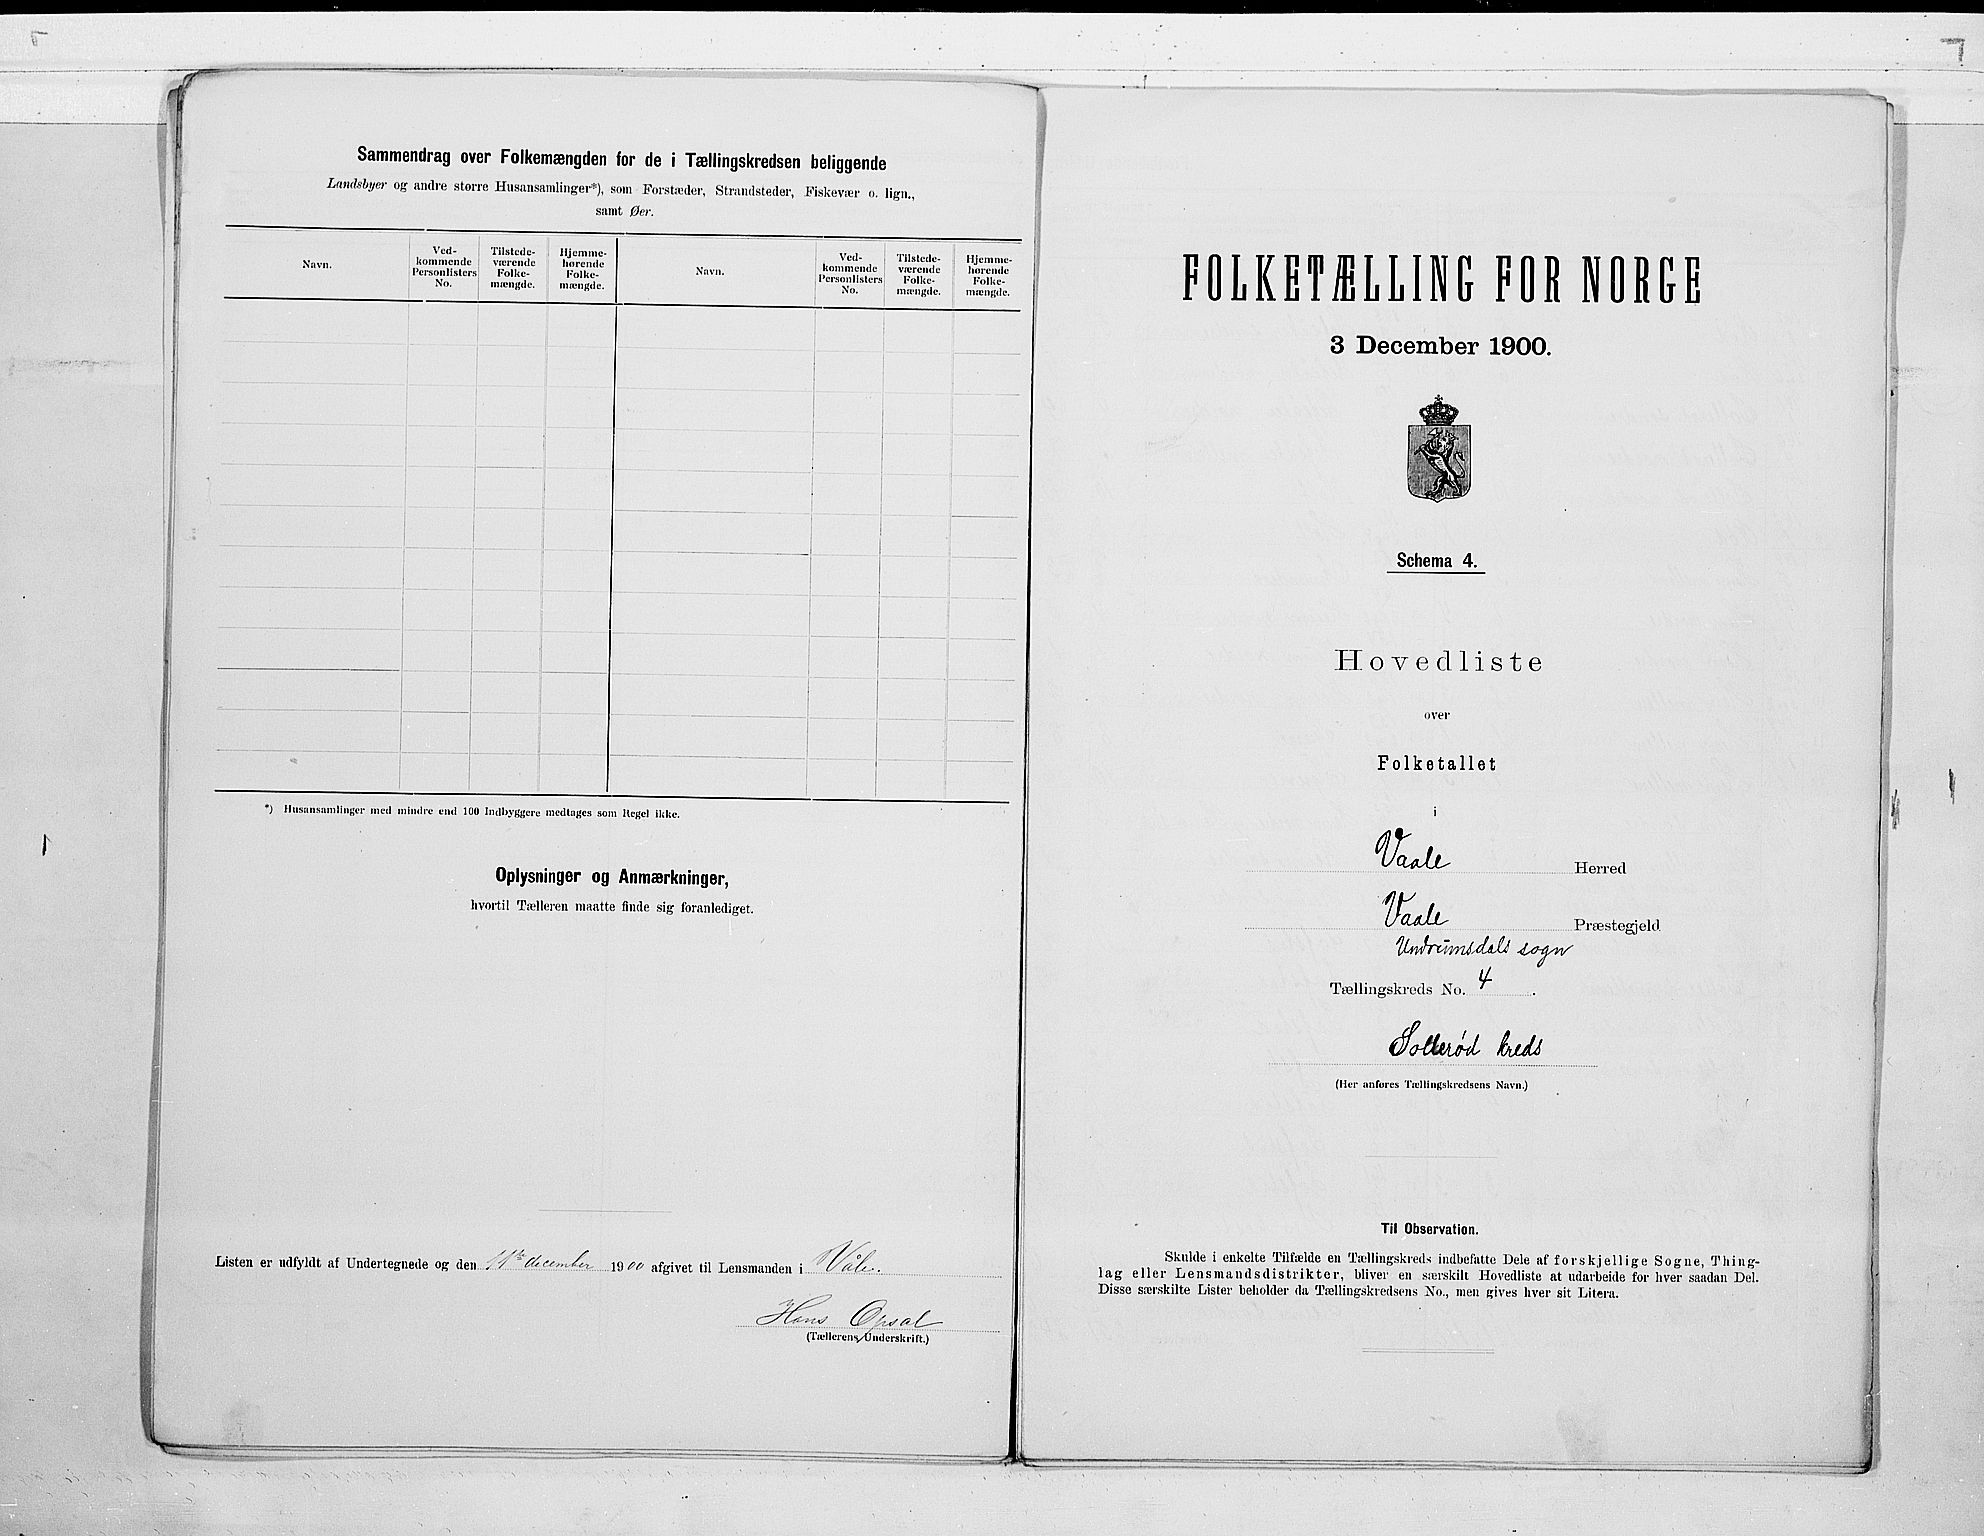 Sammendrag over Folkemængden for de i Tællingskredsen beliggende
Landsbyer og andre større Husansamlinger*), som Forstæder, Strandsteder, Fiskevær o. lign.,
samt Øer.
Navn.
Ved-
kommende
Personlisters
No.
Tilstede-
værende
Folke-
mængde.
Hjemme-
hørende
Folke-
mængde.
Navn.
Ved-
kommende
Personlisters
No.
Tilstede-
værende
Folke-
mængde.
Hjemme-
hørende
Folke-
mængde.
*) Husansamlinger med mindre end 100 Indbyggere medtages som Regel ikke.
Oplysninger og Anmærkninger,
hvortil Tælleren maatte finde sig foranlediget.
Listen er udfyldt af Undertegnede og den 11te december 1900 afgivet til Lensmanden i Våle.
Hans Opsal
(Tællerens Underskrift.)
FOLKETÆLLING FOR NORGE
3 December 1900.
Schema 4.
Hovedliste
over
Folketallet
i
Vaale Herred
Vaale Præstegjeld
Undrumsdals sogn
Tællingskreds No. 4.
Solerød kreds
(Her anføres Tællingskredsens Navn.)
Til Observation.
Skulde i enkelte Tilfælde en Tællingskreds indbefatte Dele af forskjellige Sogne, Thing-
lag eller Lensmandsdistrikter, bliver en særskilt Hovedliste at udarbeide for hver saadan Del.
Disse særskilte Lister beholder da Tællingskredsens No., men gives hver sit Litera.